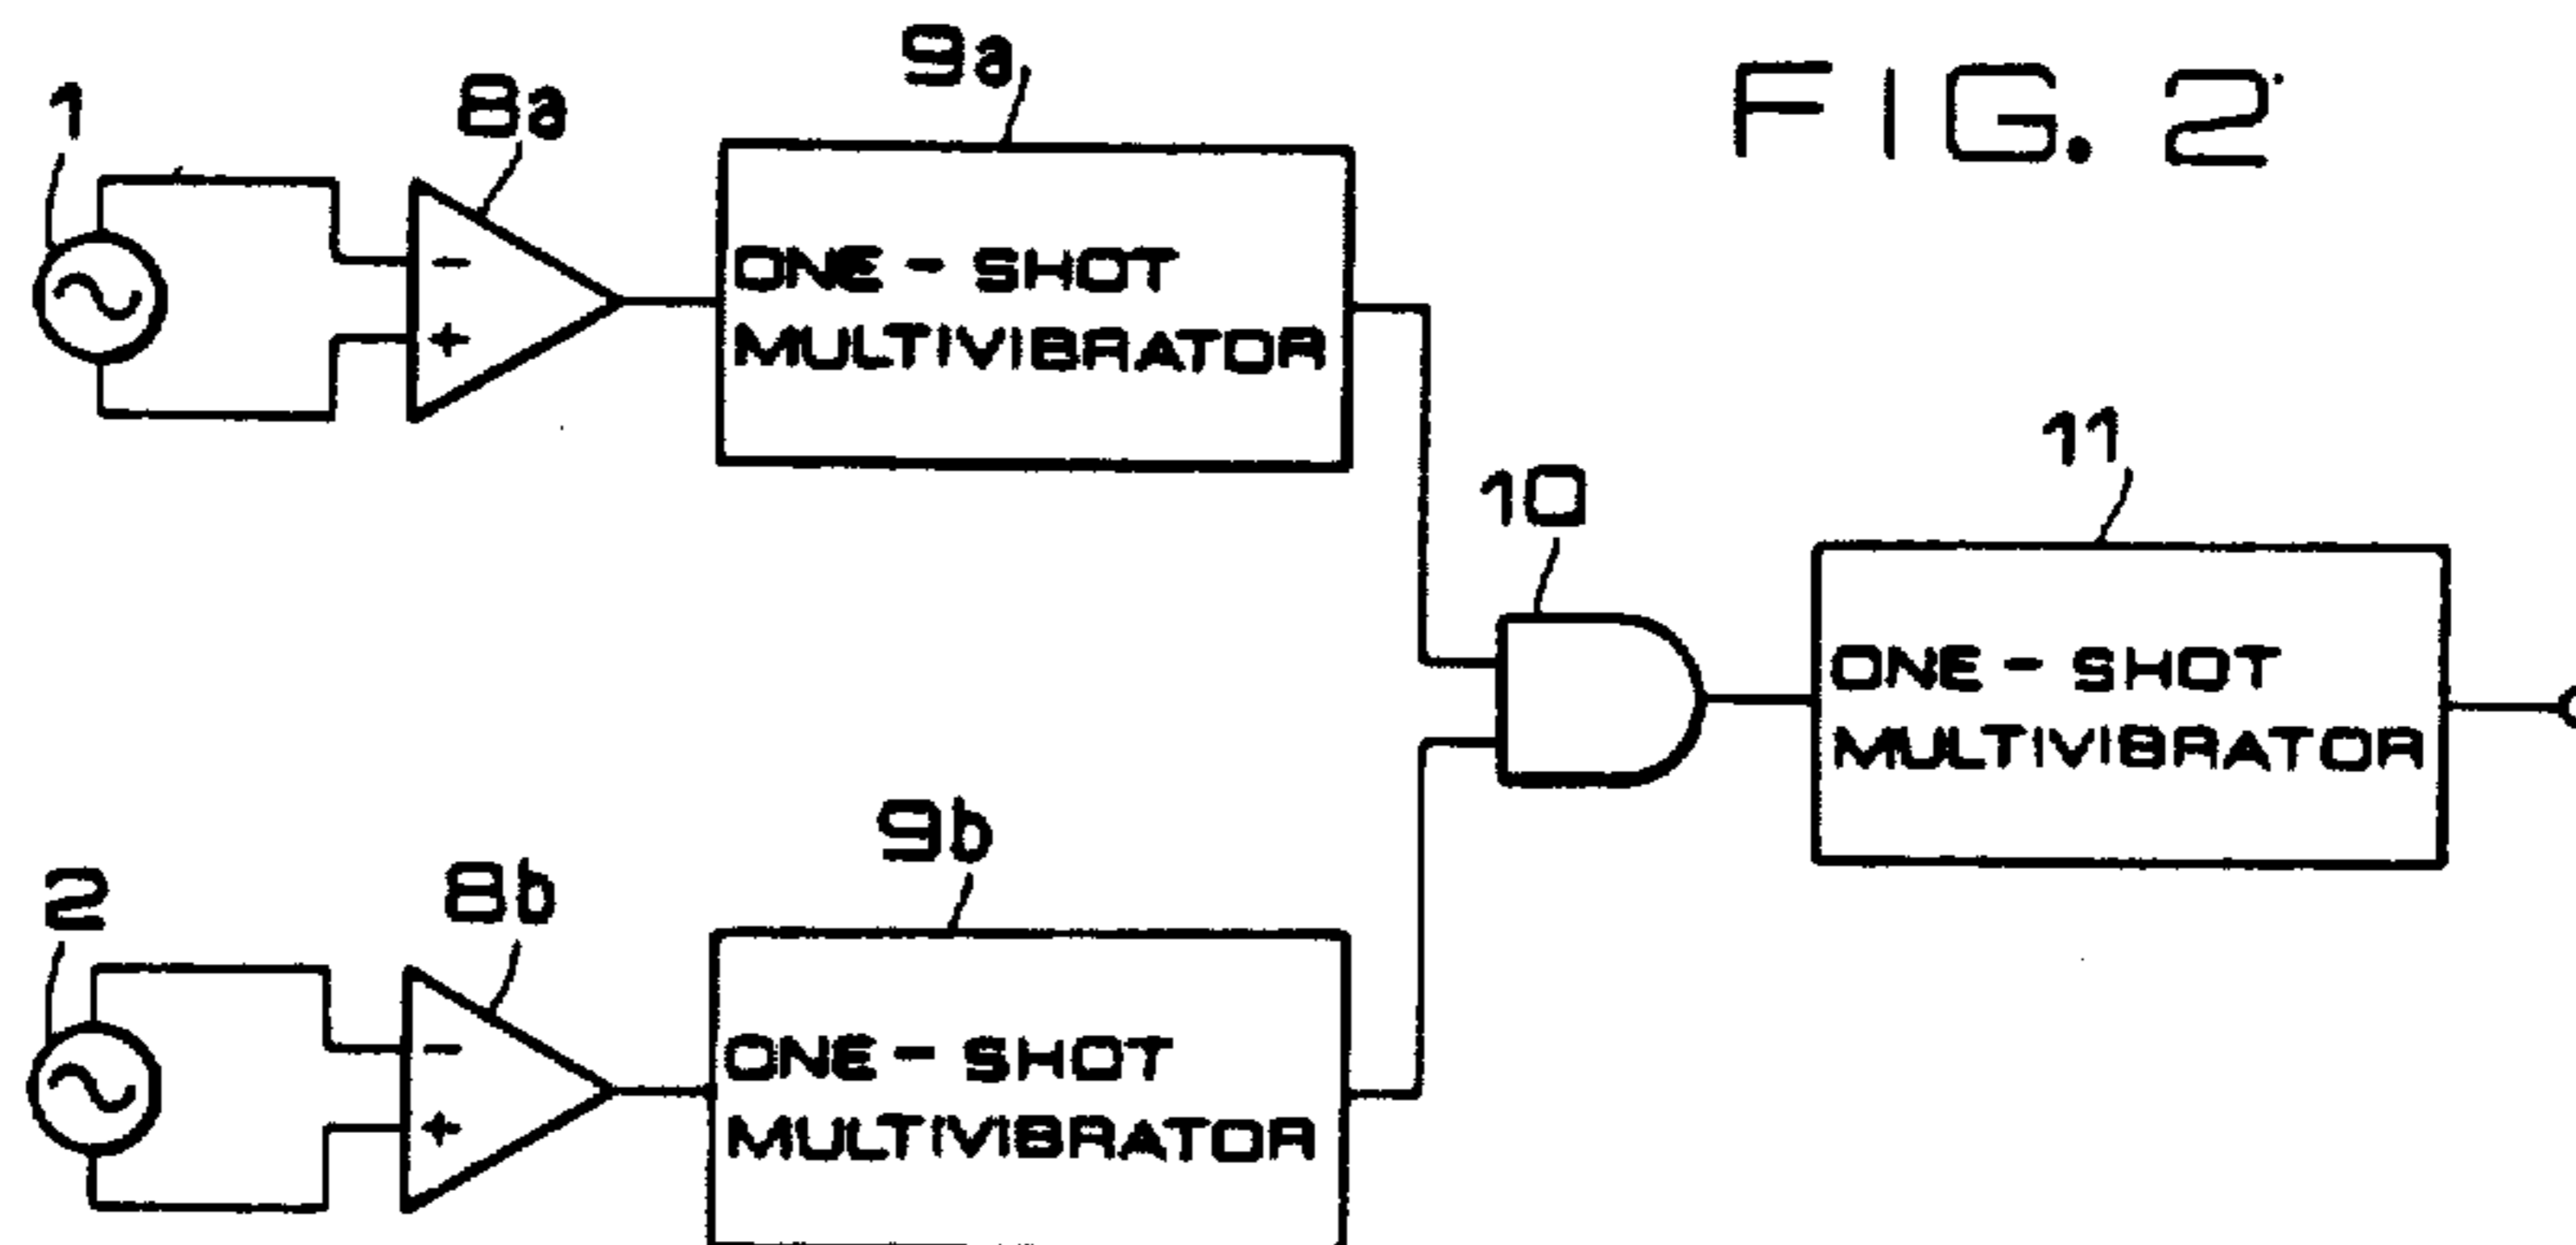 FIG. 2
1
8a
9a
- +
ONE - SHOT
MULTIVIBRATOR
10
11
ONE - SHOT
MULTIVIBRATOR
2
8b
9b
- +
ONE - SHOT
MULTIVIBRATOR